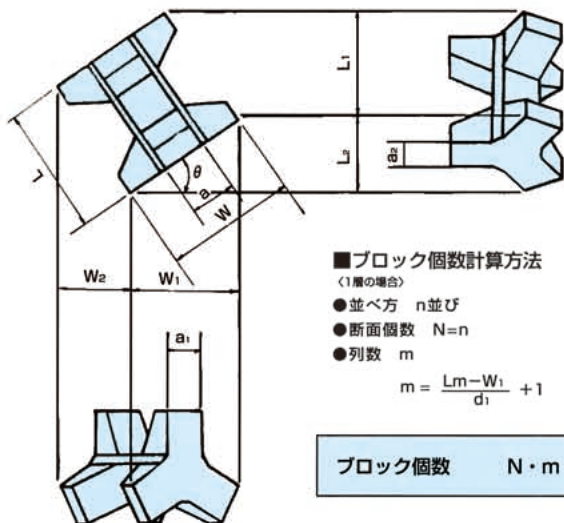 L₁
L₂
a₂
L
θ
a
W
W₂
W₁
a₁
■ブロック個数計算方法
〈1層の場合〉
●並べ方 n並び
●断面個数 N=n
●列数 m
m = Lm−W₁ / d₁ +1
ブロック個数 N・m